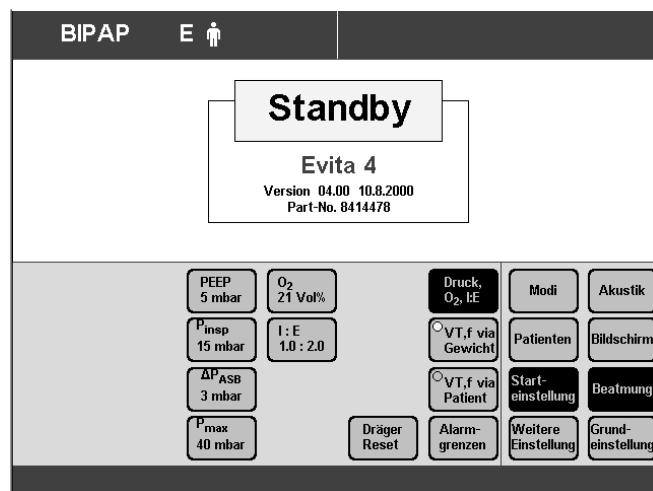 BIPAP E
Standby
Evita 4
Version 04.00 10.8.2000
Part-No. 8414478
PEEP
5 mbar
O2
21 Vol%
Druck,
O2, I:E
Modi
Akustik
Pinsp
15 mbar
I : E
1.0 : 2.0
VT,f via
Gewicht
Patienten
Bildschirm
ΔPASB
3 mbar
VT,f via
Patient
Start-
einstellung
Beatmung
Pmax
40 mbar
Dräger
Reset
Alarm-
grenzen
Weitere
Einstellung
Grund-
einstellung